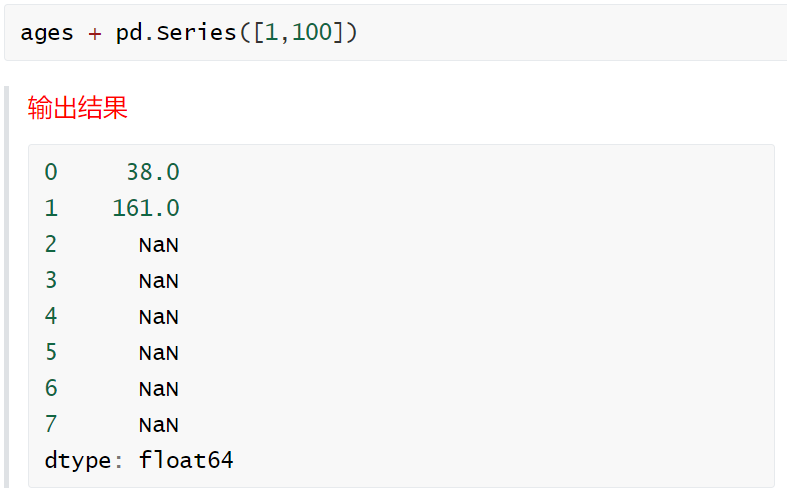 ages + pd.Series([1,100])
输出结果
0     38.0
1    161.0
2      NaN
3      NaN
4      NaN
5      NaN
6      NaN
7      NaN
dtype: float64